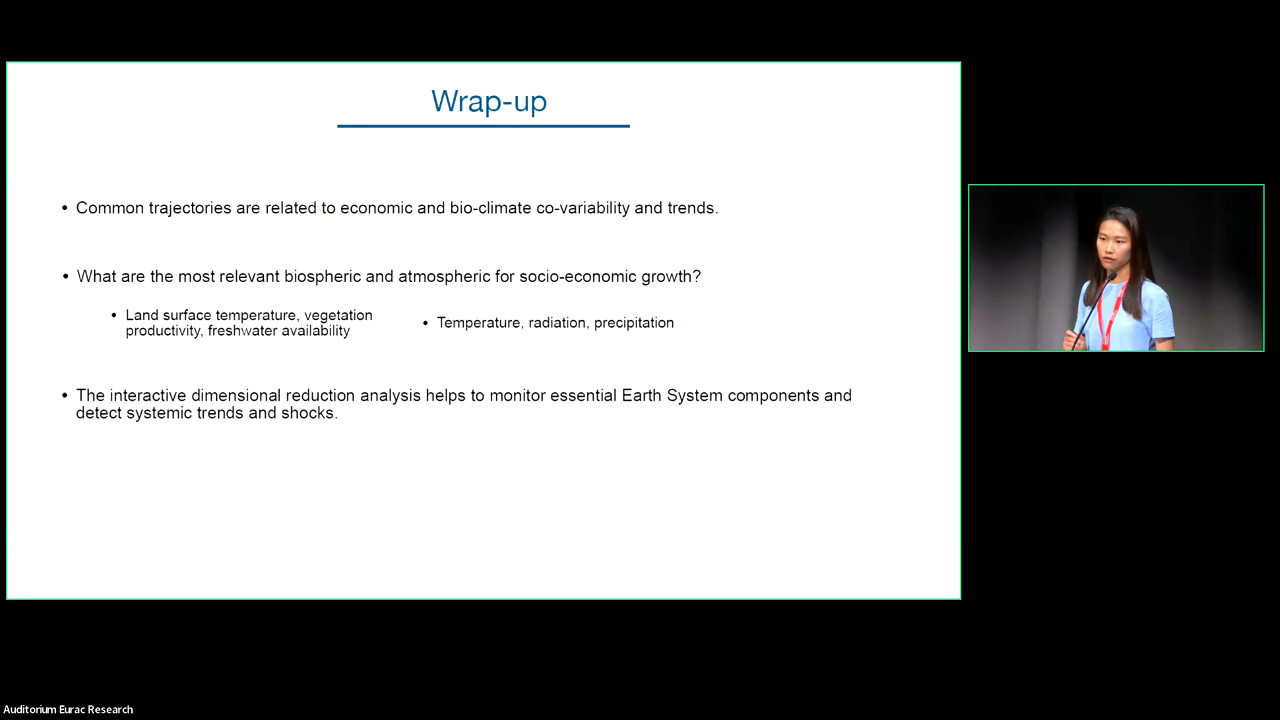 Wrap-up
• Common trajectories are related to economic and bio-climate co-variability and trends.
• What are the most relevant biospheric and atmospheric for socio-economic growth?
• Land surface temperature, vegetation
productivity, freshwater availability
• Temperature, radiation, precipitation
• The interactive dimensional reduction analysis helps to monitor essential Earth System components and
detect systemic trends and shocks.
Auditorium Eurac Research